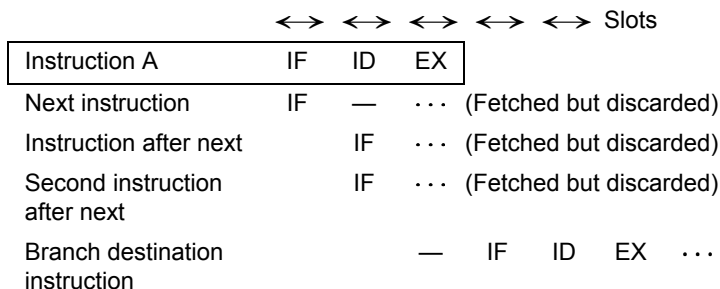 Slots
Instruction A IF ID EX
Next instruction IF — ··· (Fetched but discarded)
Instruction after next IF ··· (Fetched but discarded)
Second instruction IF ··· (Fetched but discarded)
after next
Branch destination — IF ID EX ···
instruction